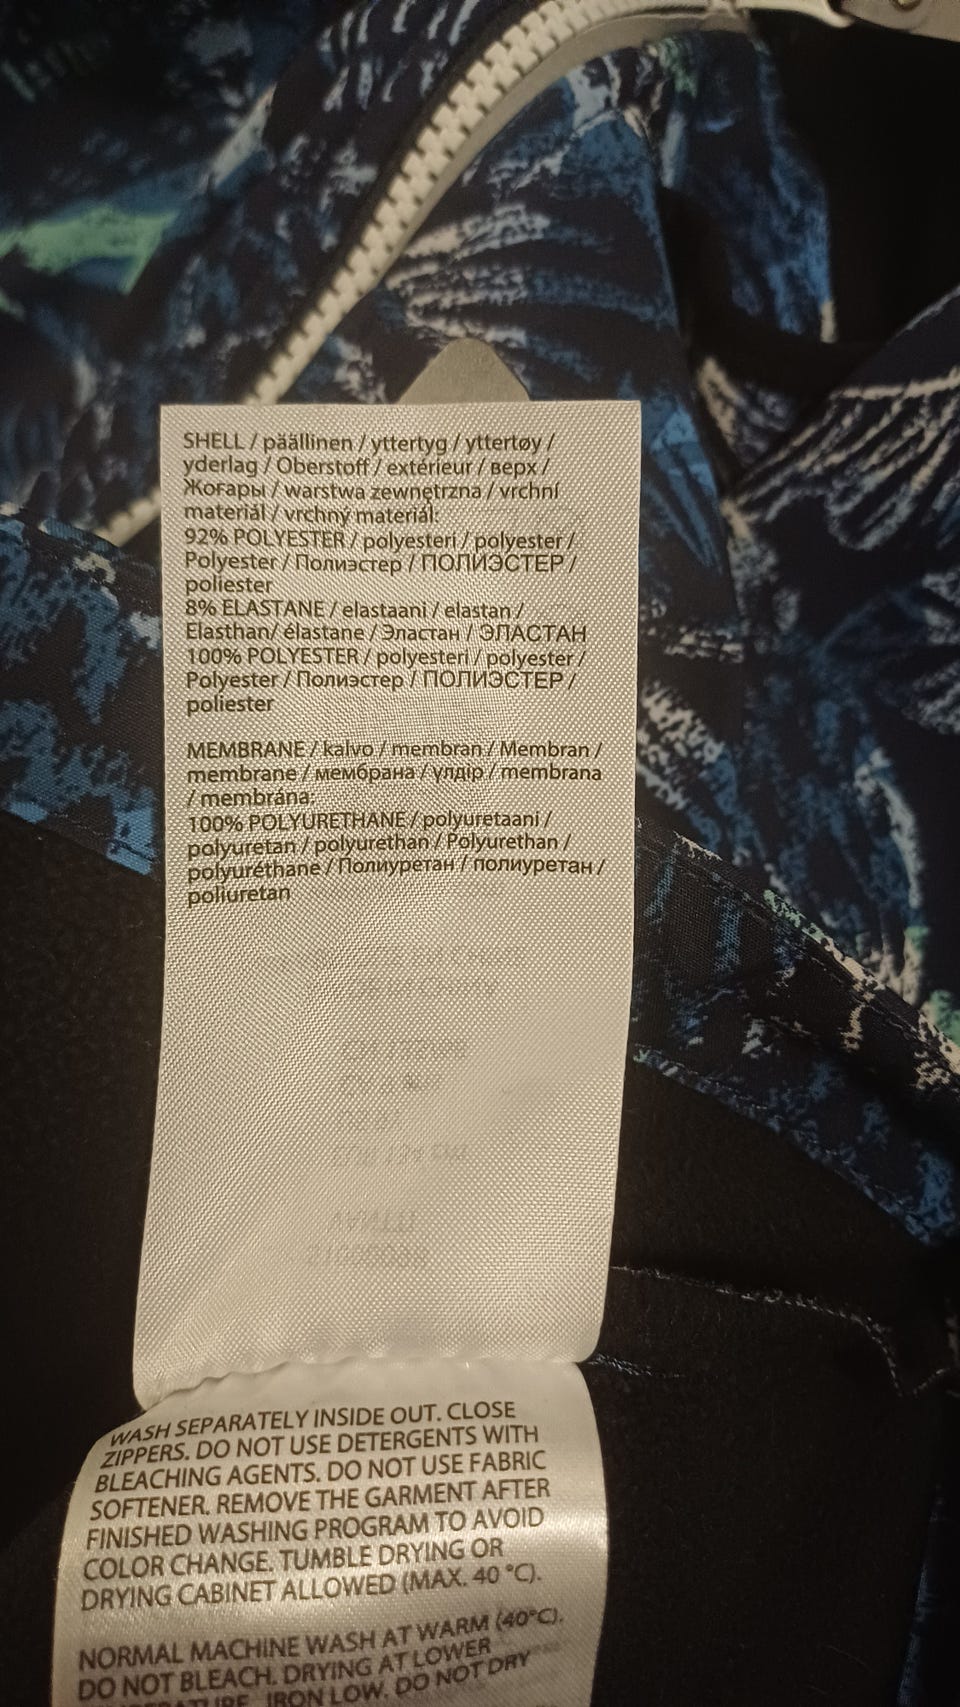 SHELL / päällinen / yttertyg / yttertøy /
yderlag / Oberstoff / extérieur / верх /
Жоғары / warstwa zewnętrzna / vrchní
materiál / vrchný materiál:
92% POLYESTER / polyesteri / polyester /
Polyester / Полиэстер / ПОЛИЭСТЕР /
poliester
8% ELASTANE / elastaani / elastan /
Elasthan/ élastane / Эластан / ЭЛАСТАН
100% POLYESTER / polyesteri / polyester /
Polyester / Полиэстер / ПОЛИЭСТЕР /
poliester
MEMBRANE / kalvo / membran / Membran /
membrane / мембрана / үлдір / membrana
/ membrána:
100% POLYURETHANE / polyuretaani /
polyuretan / polyurethan / Polyurethan /
polyuréthane / Полиуретан / полиуретан /
poliuretan
WASH SEPARATELY INSIDE OUT. CLOSE
ZIPPERS. DO NOT USE DETERGENTS WITH
BLEACHING AGENTS. DO NOT USE FABRIC
SOFTENER. REMOVE THE GARMENT AFTER
FINISHED WASHING PROGRAM TO AVOID
COLOR CHANGE. TUMBLE DRYING OR
DRYING CABINET ALLOWED (MAX. 40 °C).
NORMAL MACHINE WASH AT WARM (40°C).
DO NOT BLEACH. DRYING AT LOWER
IRON LOW. DO NOT DRY